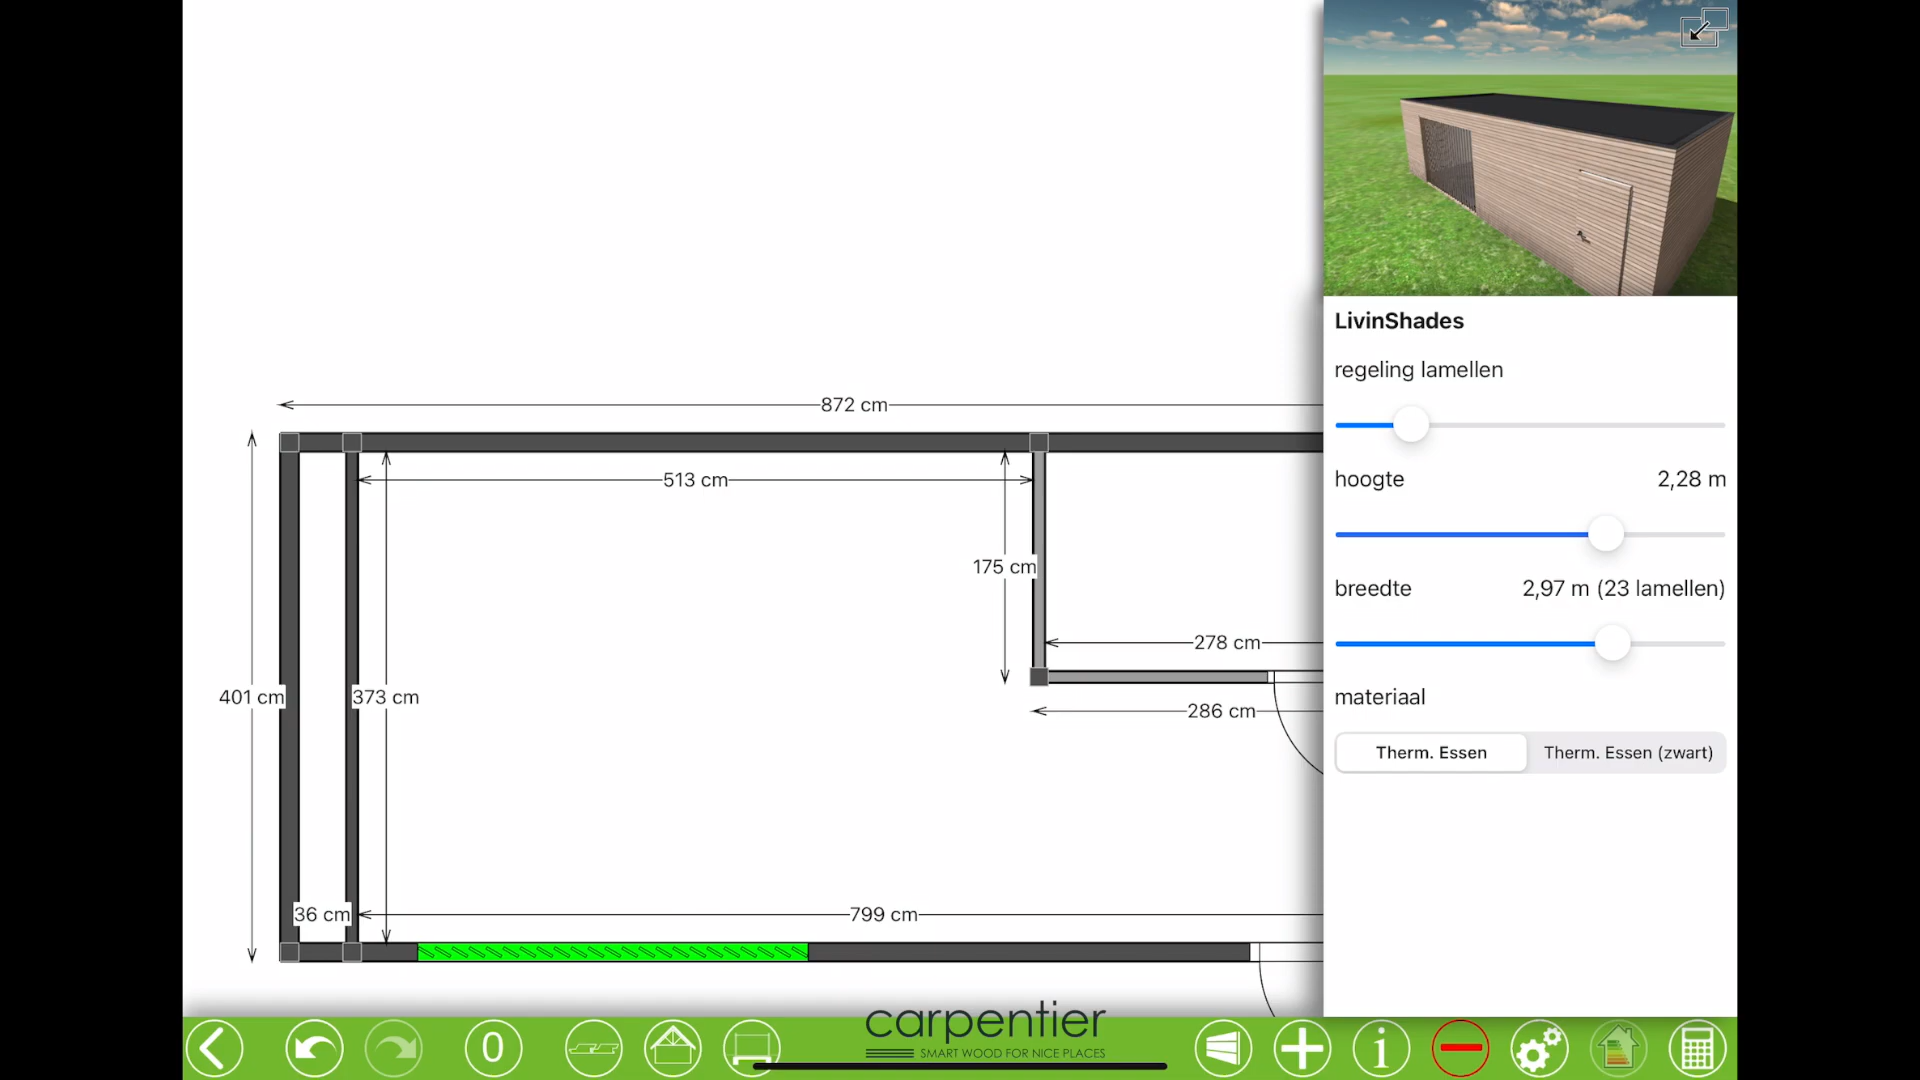 LivinShades
regeling lamellen
872 cm
513 cm
hoogte 2,28 m
175 cm
breedte 2,97 m (23 lamellen)
278 cm
401 cm
373 cm
286 cm
materiaal
Therm. Essen Therm. Essen (zwart)
36 cm
799 cm
0
carpentier
SMART WOOD FOR NICE PLACES
i